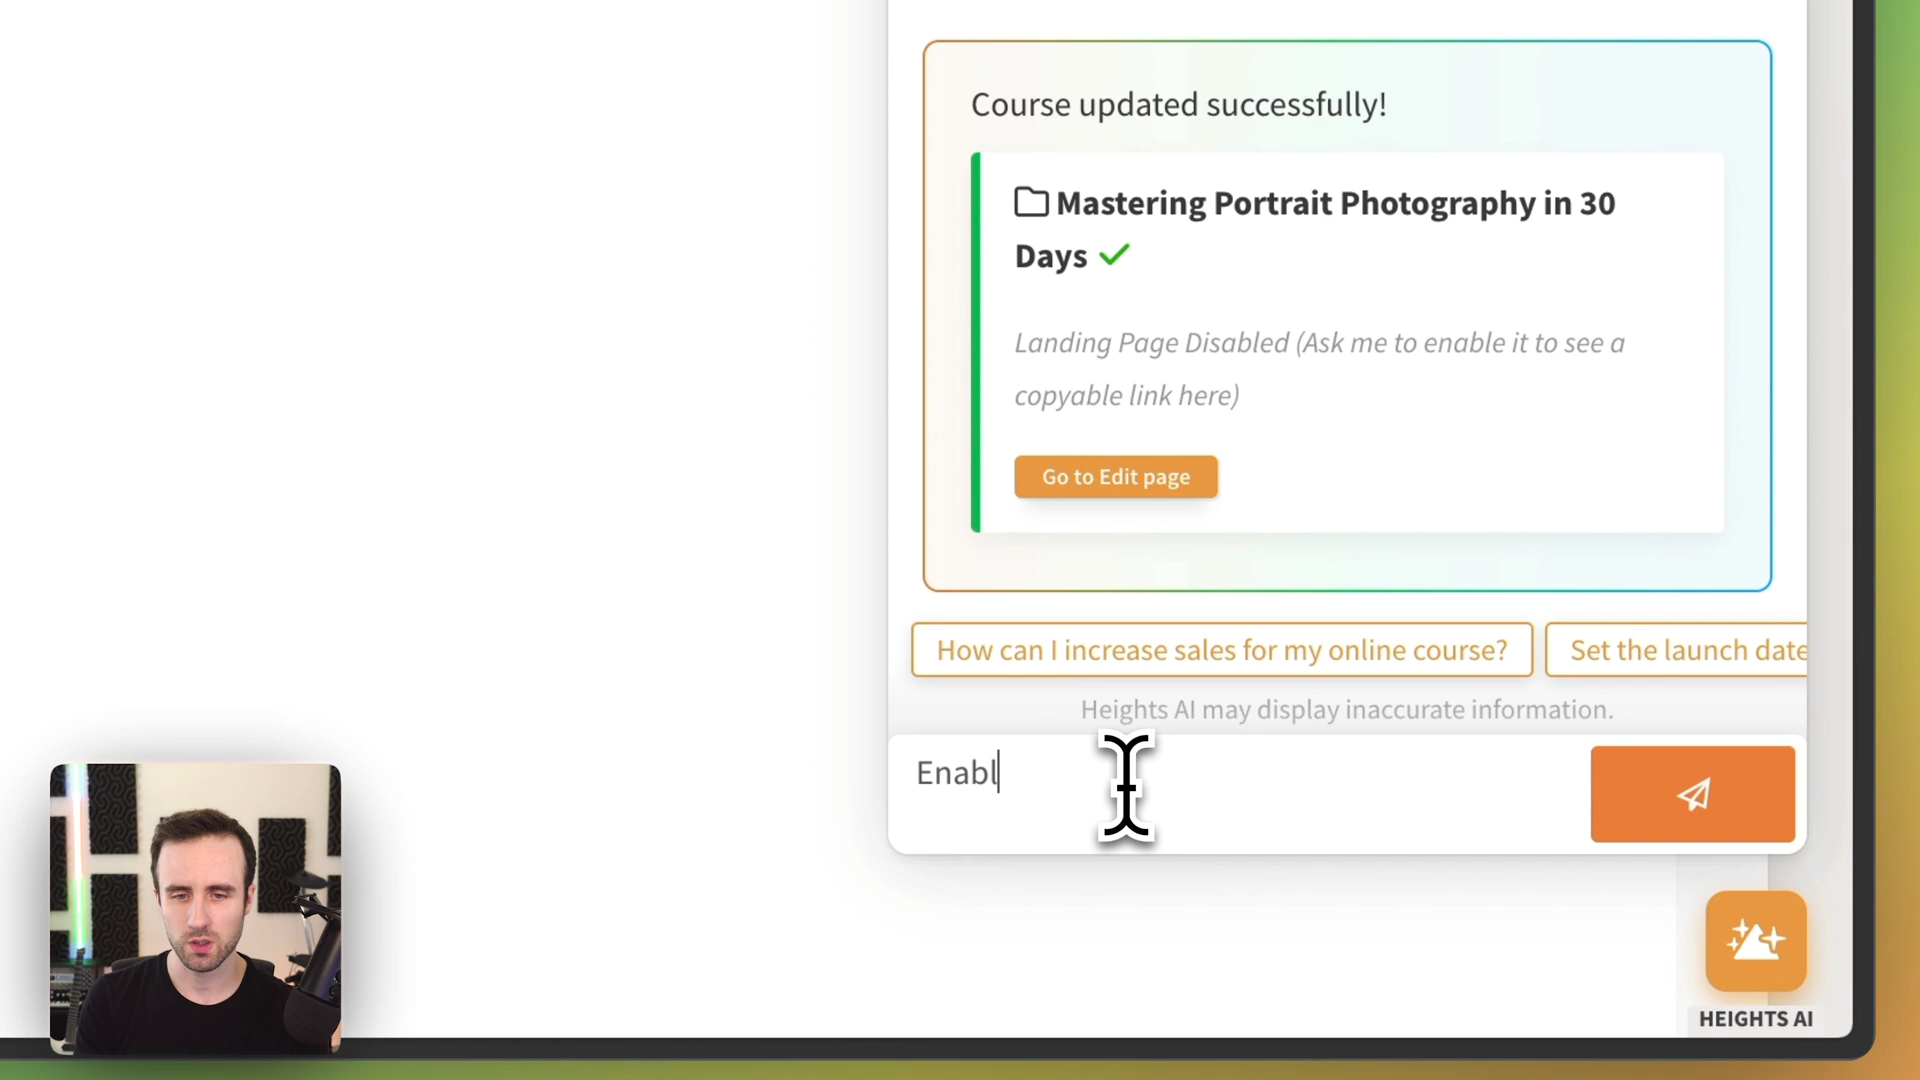 Course updated successfully!
Mastering Portrait Photography in 30
Days
Landing Page Disabled (Ask me to enable it to see a
copyable link here)
Go to Edit page
How can I increase sales for my online course?
Set the launch date
Heights AI may display inaccurate information.
Enabl
HEIGHTS AI